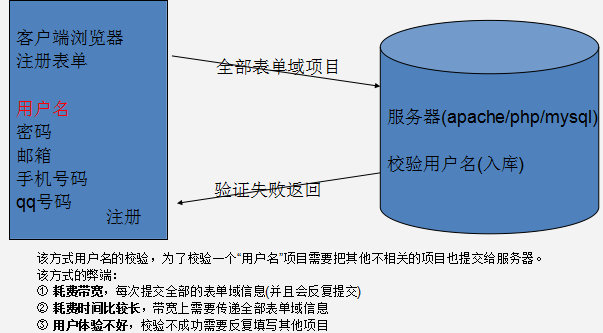 客户端浏览器
注册表单
用户名
密码
邮箱
手机号码
qq号码
注册
全部表单域项目
验证失败返回
服务器(apache/php/mysql)
校验用户名(入库)
该方式用户名的校验，为了校验一个“用户名”项目需要把其他不相关的项目也提交给服务器。
该方式的弊端：
① 耗费带宽，每次提交全部的表单域信息(并且会反复提交)
② 耗费时间比较长，带宽上需要传递全部表单域信息
③ 用户体验不好，校验不成功需要反复填写其他项目